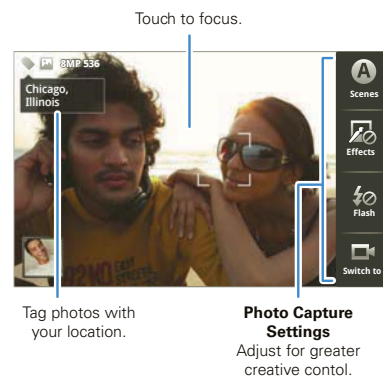 Touch to focus.
8MP 536
Chicago,
Illinois
A
Scenes
Effects
Flash
Switch to
Tag photos with
your location.
Photo Capture
Settings
Adjust for greater
creative contol.